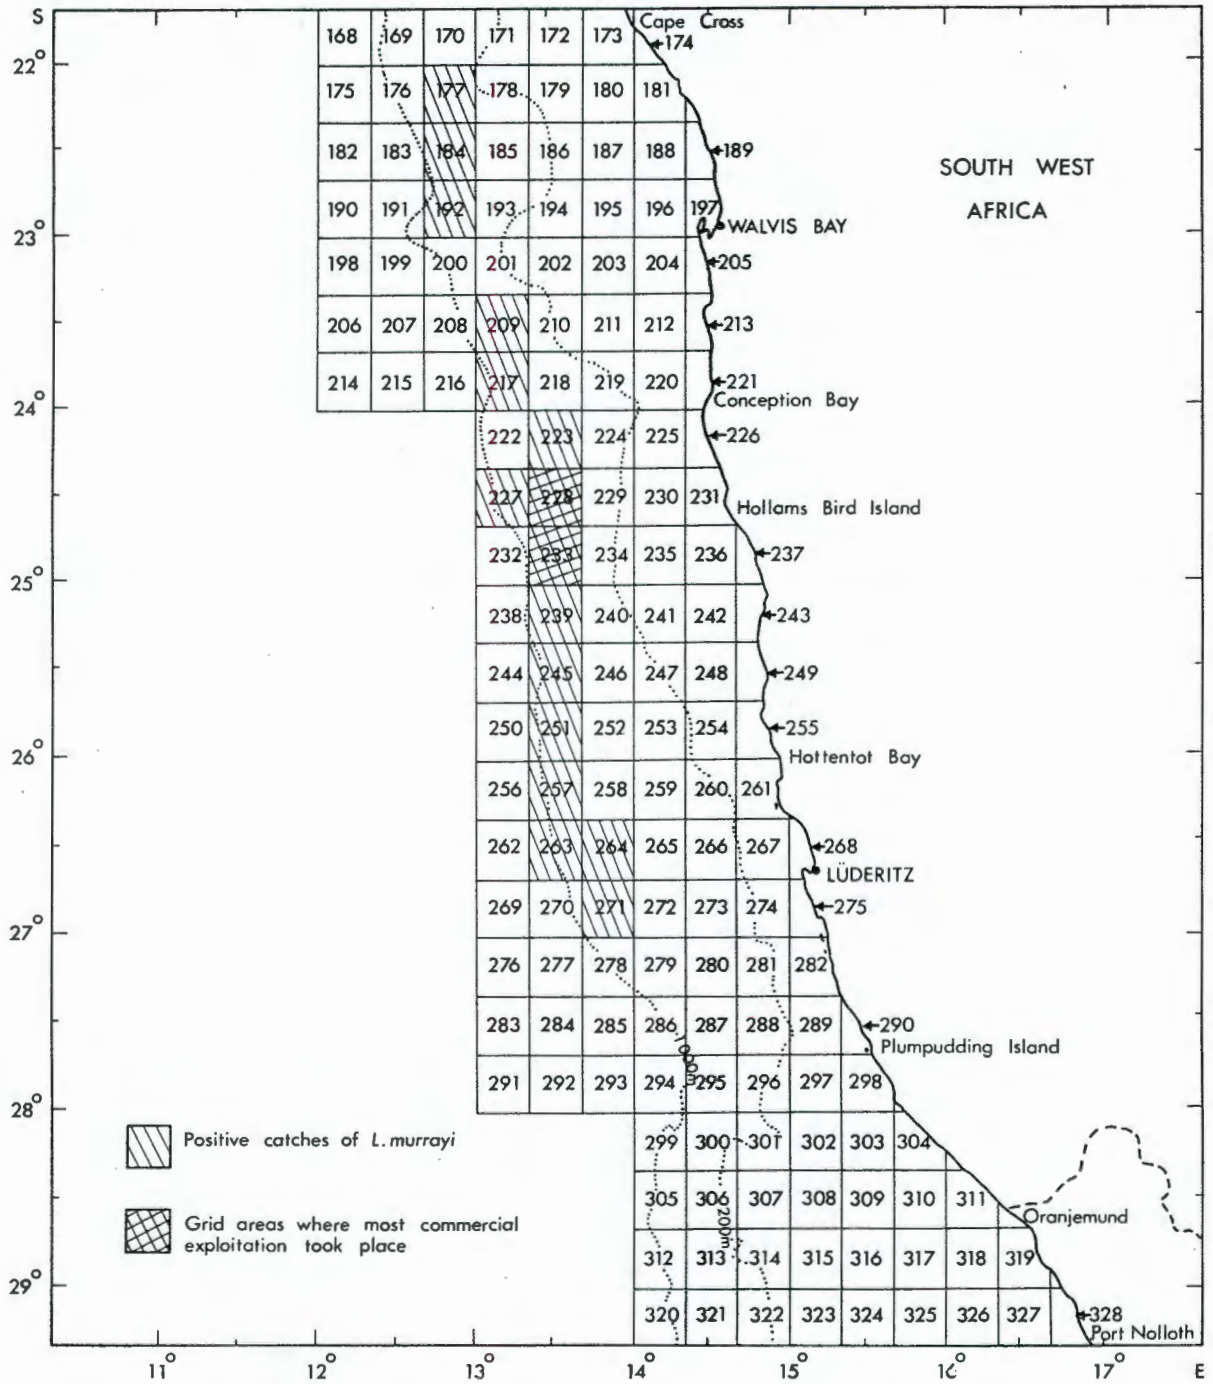 S
Cape Cross
168 169 170 171 172 173 174
22°
175 176 177 178 179 180 181
182 183 184 185 186 187 188 189
SOUTH WEST
AFRICA
190 191 192 193 194 195 196 197
WALVIS BAY
23°
198 199 200 201 202 203 204 205
206 207 208 209 210 211 212 213
214 215 216 217 218 219 220 221
Conception Bay
24°
222 223 224 225 226
227 228 229 230 231
Hollams Bird Island
232 233 234 235 236 237
25°
238 239 240 241 242 243
244 245 246 247 248 249
250 251 252 253 254 255
26°
Hottentot Bay
256 257 258 259 260 261
262 263 264 265 266 267 268
LÜDERITZ
269 270 271 272 273 274 275
27°
276 277 278 279 280 281 282
283 284 285 286 287 288 289 290
Plumpudding Island
1 000m
291 292 293 294 295 296 297 298
28°
Positive catches of L. murrayi
299 300 301 302 303 304
305 306 307 308 309 310 311
Oranjemund
200m
Grid areas where most commercial
exploitation took place
312 313 314 315 316 317 318 319
29°
320 321 322 323 324 325 326 327 328
Port Nolloth
11° 12° 13° 14° 15° 16° 17° E